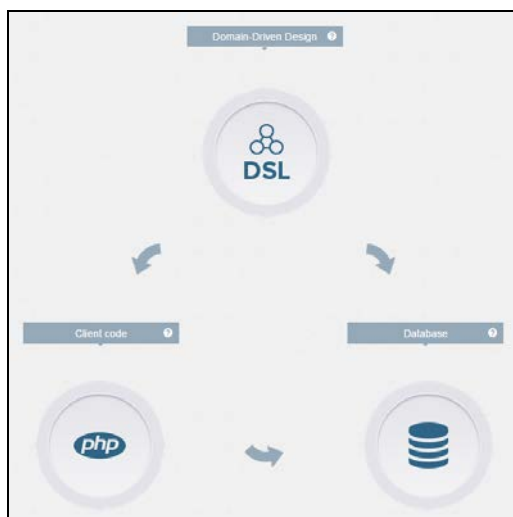 Domain-Driven Design ?
DSL
Client code ?
Database ?
php